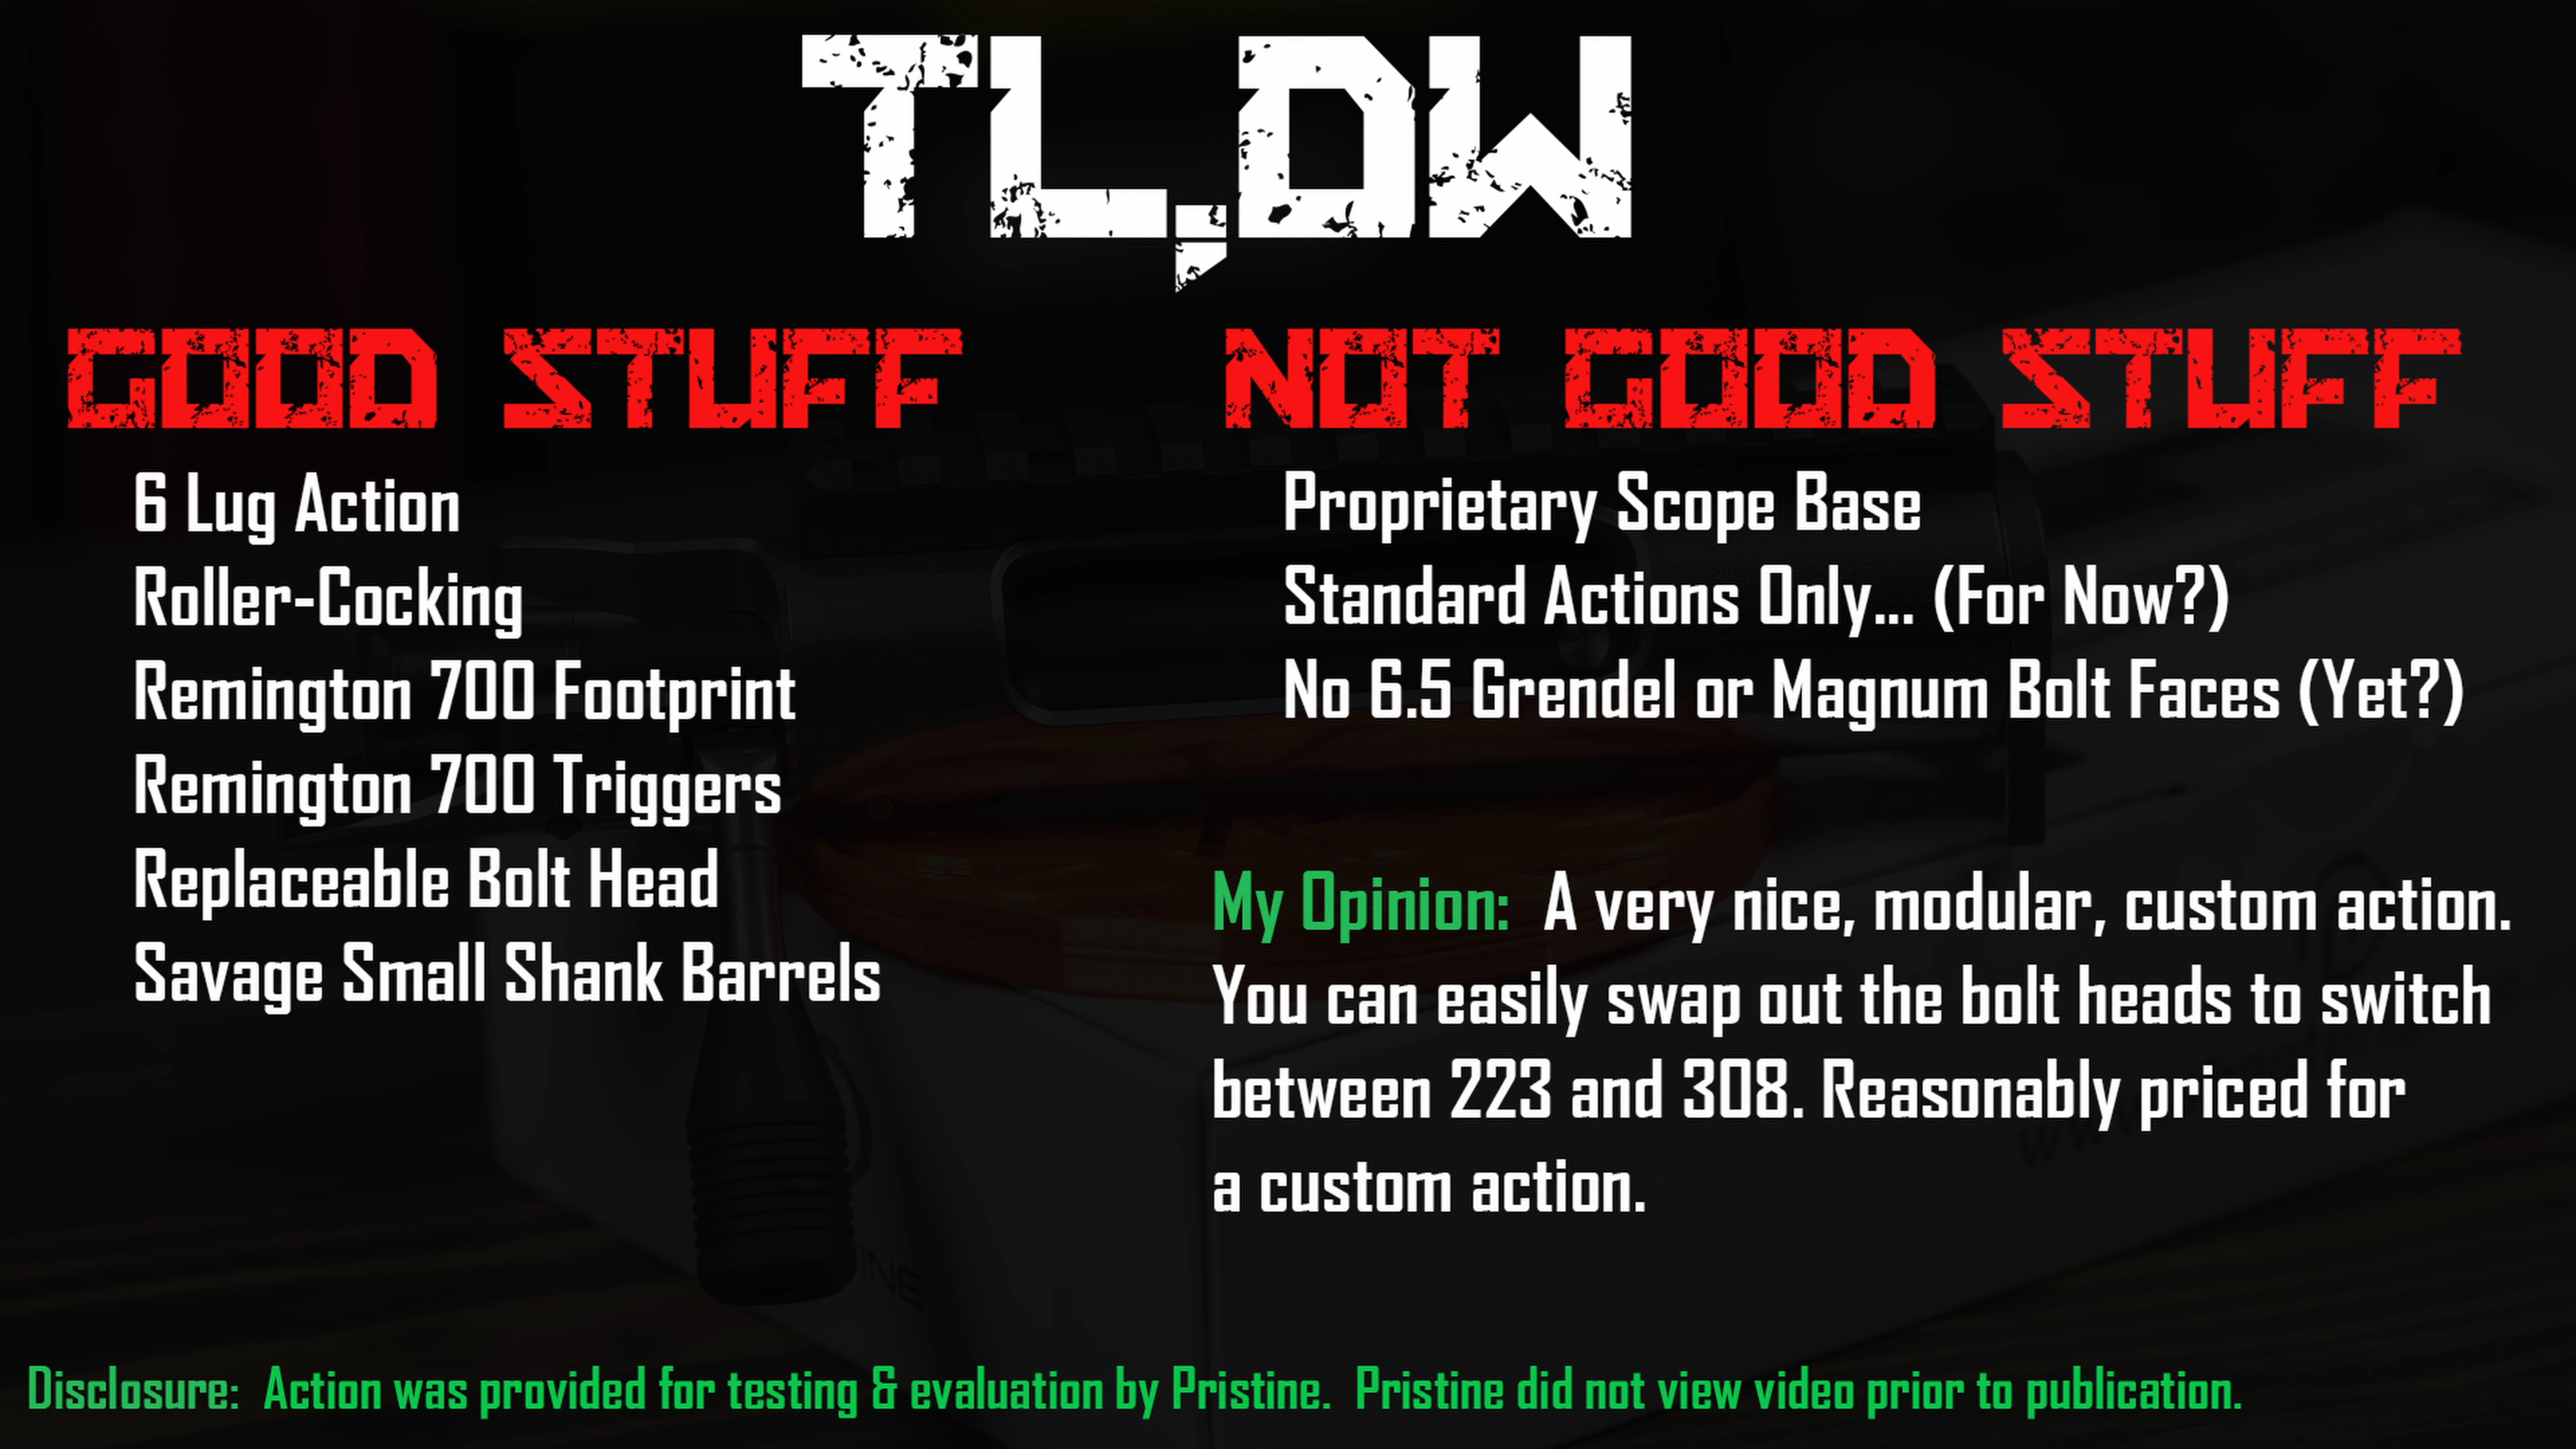 TL;DW
GOOD STUFF
6 Lug Action
Roller-Cocking
Remington 700 Footprint
Remington 700 Triggers
Replaceable Bolt Head
Savage Small Shank Barrels
NOT GOOD STUFF
Proprietary Scope Base
Standard Actions Only... (For Now?)
No 6.5 Grendel or Magnum Bolt Faces (Yet?)
My Opinion: A very nice, modular, custom action.
You can easily swap out the bolt heads to switch
between 223 and 308. Reasonably priced for
a custom action.
Disclosure: Action was provided for testing & evaluation by Pristine. Pristine did not view video prior to publication.